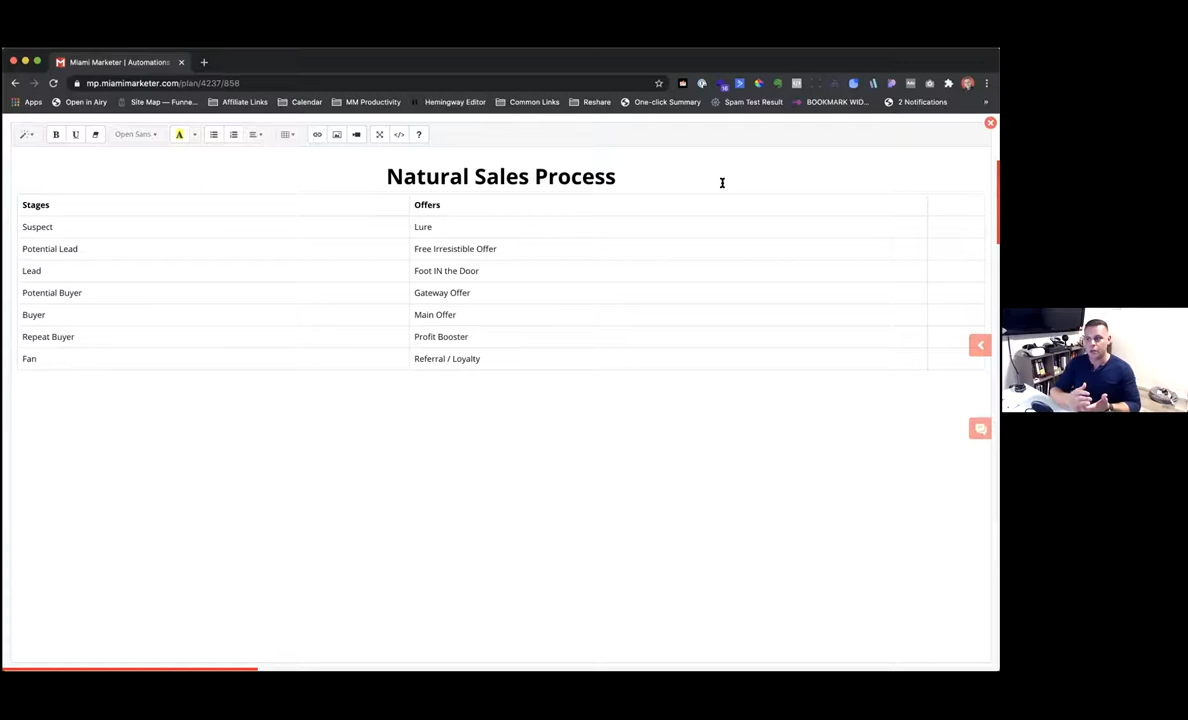 Miami Marketer | Automations
mp.miamimarketer.com/plan/4237/858
Apps Open in Airy Site Map — Funne... Affiliate Links Calendar MM Productivity Hemingway Editor Common Links Reshare One-click Summary Spam Test Result BOOKMARK WID... 2 Notifications »
B U Open Sans A </> ?
Natural Sales Process
Stages Offers
Suspect Lure
Potential Lead Free Irresistible Offer
Lead Foot IN the Door
Potential Buyer Gateway Offer
Buyer Main Offer
Repeat Buyer Profit Booster
Fan Referral / Loyalty